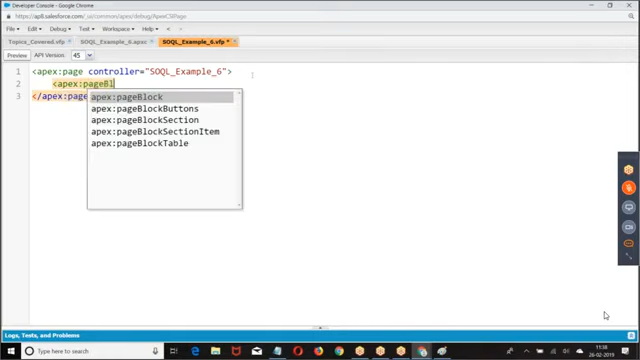 Developer Console - Google Chrome
https://ap8.salesforce.com/_ui/common/apex/debug/ApexCSIPage
File ▾ Edit ▾ Debug ▾ Test ▾ Workspace ▾ Help ▾ < >
Topics_Covered.vfp × SOQL_Example_6.apxc × SOQL_Example_6.vfp * ×
Preview API Version: 45
1 <apex:page controller="SOQL_Example_6">
2 <apex:pageBl
3 </apex:page
apex:pageBlock
apex:pageBlockButtons
apex:pageBlockSection
apex:pageBlockSectionItem
apex:pageBlockTable
Logs, Tests, and Problems
Type here to search
11:38
26-02-2019